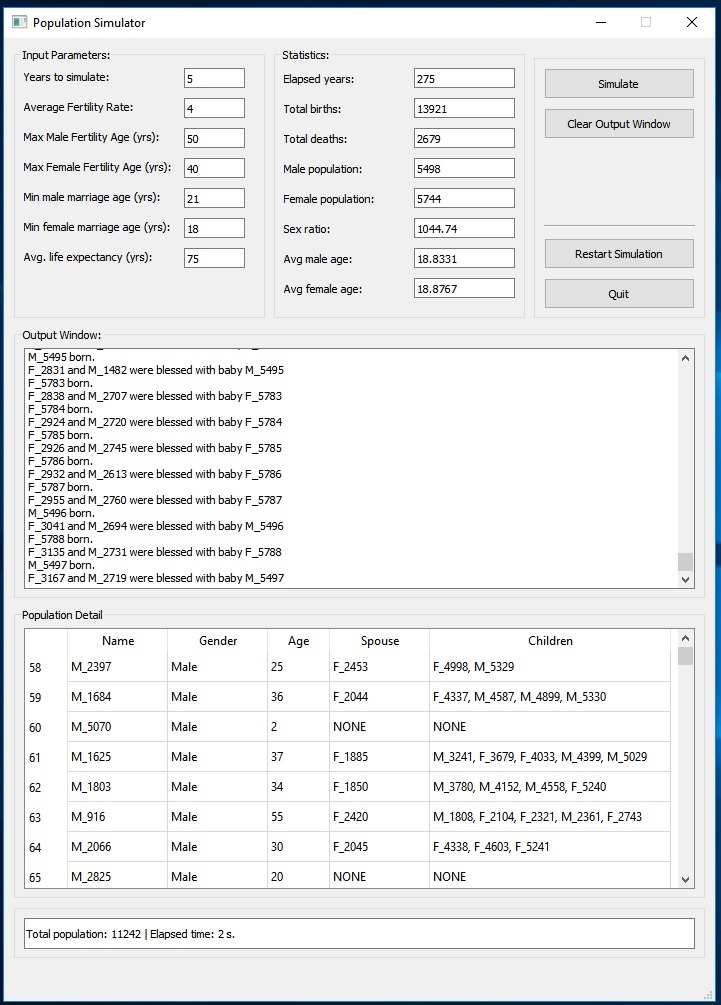 Population Simulator
Input Parameters:
Years to simulate: 5
Average Fertility Rate: 4
Max Male Fertility Age (yrs): 50
Max Female Fertility Age (yrs): 40
Min male marriage age (yrs): 21
Min female marriage age (yrs): 18
Avg. life expectancy (yrs): 75
Statistics:
Elapsed years: 275
Total births: 13921
Total deaths: 2679
Male population: 5498
Female population: 5744
Sex ratio: 1044.74
Avg male age: 18.8331
Avg female age: 18.8767
Simulate
Clear Output Window
Restart Simulation
Quit
Output Window:
M_5495 born.
F_2831 and M_1482 were blessed with baby M_5495
F_5783 born.
F_2838 and M_2707 were blessed with baby F_5783
F_5784 born.
F_2924 and M_2720 were blessed with baby F_5784
F_5785 born.
F_2926 and M_2745 were blessed with baby F_5785
F_5786 born.
F_2932 and M_2613 were blessed with baby F_5786
F_5787 born.
F_2955 and M_2760 were blessed with baby F_5787
M_5496 born.
F_3041 and M_2694 were blessed with baby M_5496
F_5788 born.
F_3135 and M_2731 were blessed with baby F_5788
M_5497 born.
F_3167 and M_2719 were blessed with baby M_5497
Population Detail
Name Gender Age Spouse Children
58 M_2397 Male 25 F_2453 F_4998, M_5329
59 M_1684 Male 36 F_2044 F_4337, M_4587, M_4899, M_5330
60 M_5070 Male 2 NONE NONE
61 M_1625 Male 37 F_1885 M_3241, F_3679, F_4033, M_4399, M_5029
62 M_1803 Male 34 F_1850 M_3780, M_4152, M_4558, F_5240
63 M_916 Male 55 F_2420 M_1808, F_2104, F_2321, M_2361, F_2743
64 M_2066 Male 30 F_2045 F_4338, F_4603, F_5241
65 M_2825 Male 20 NONE NONE
Total population: 11242 | Elapsed time: 2 s.